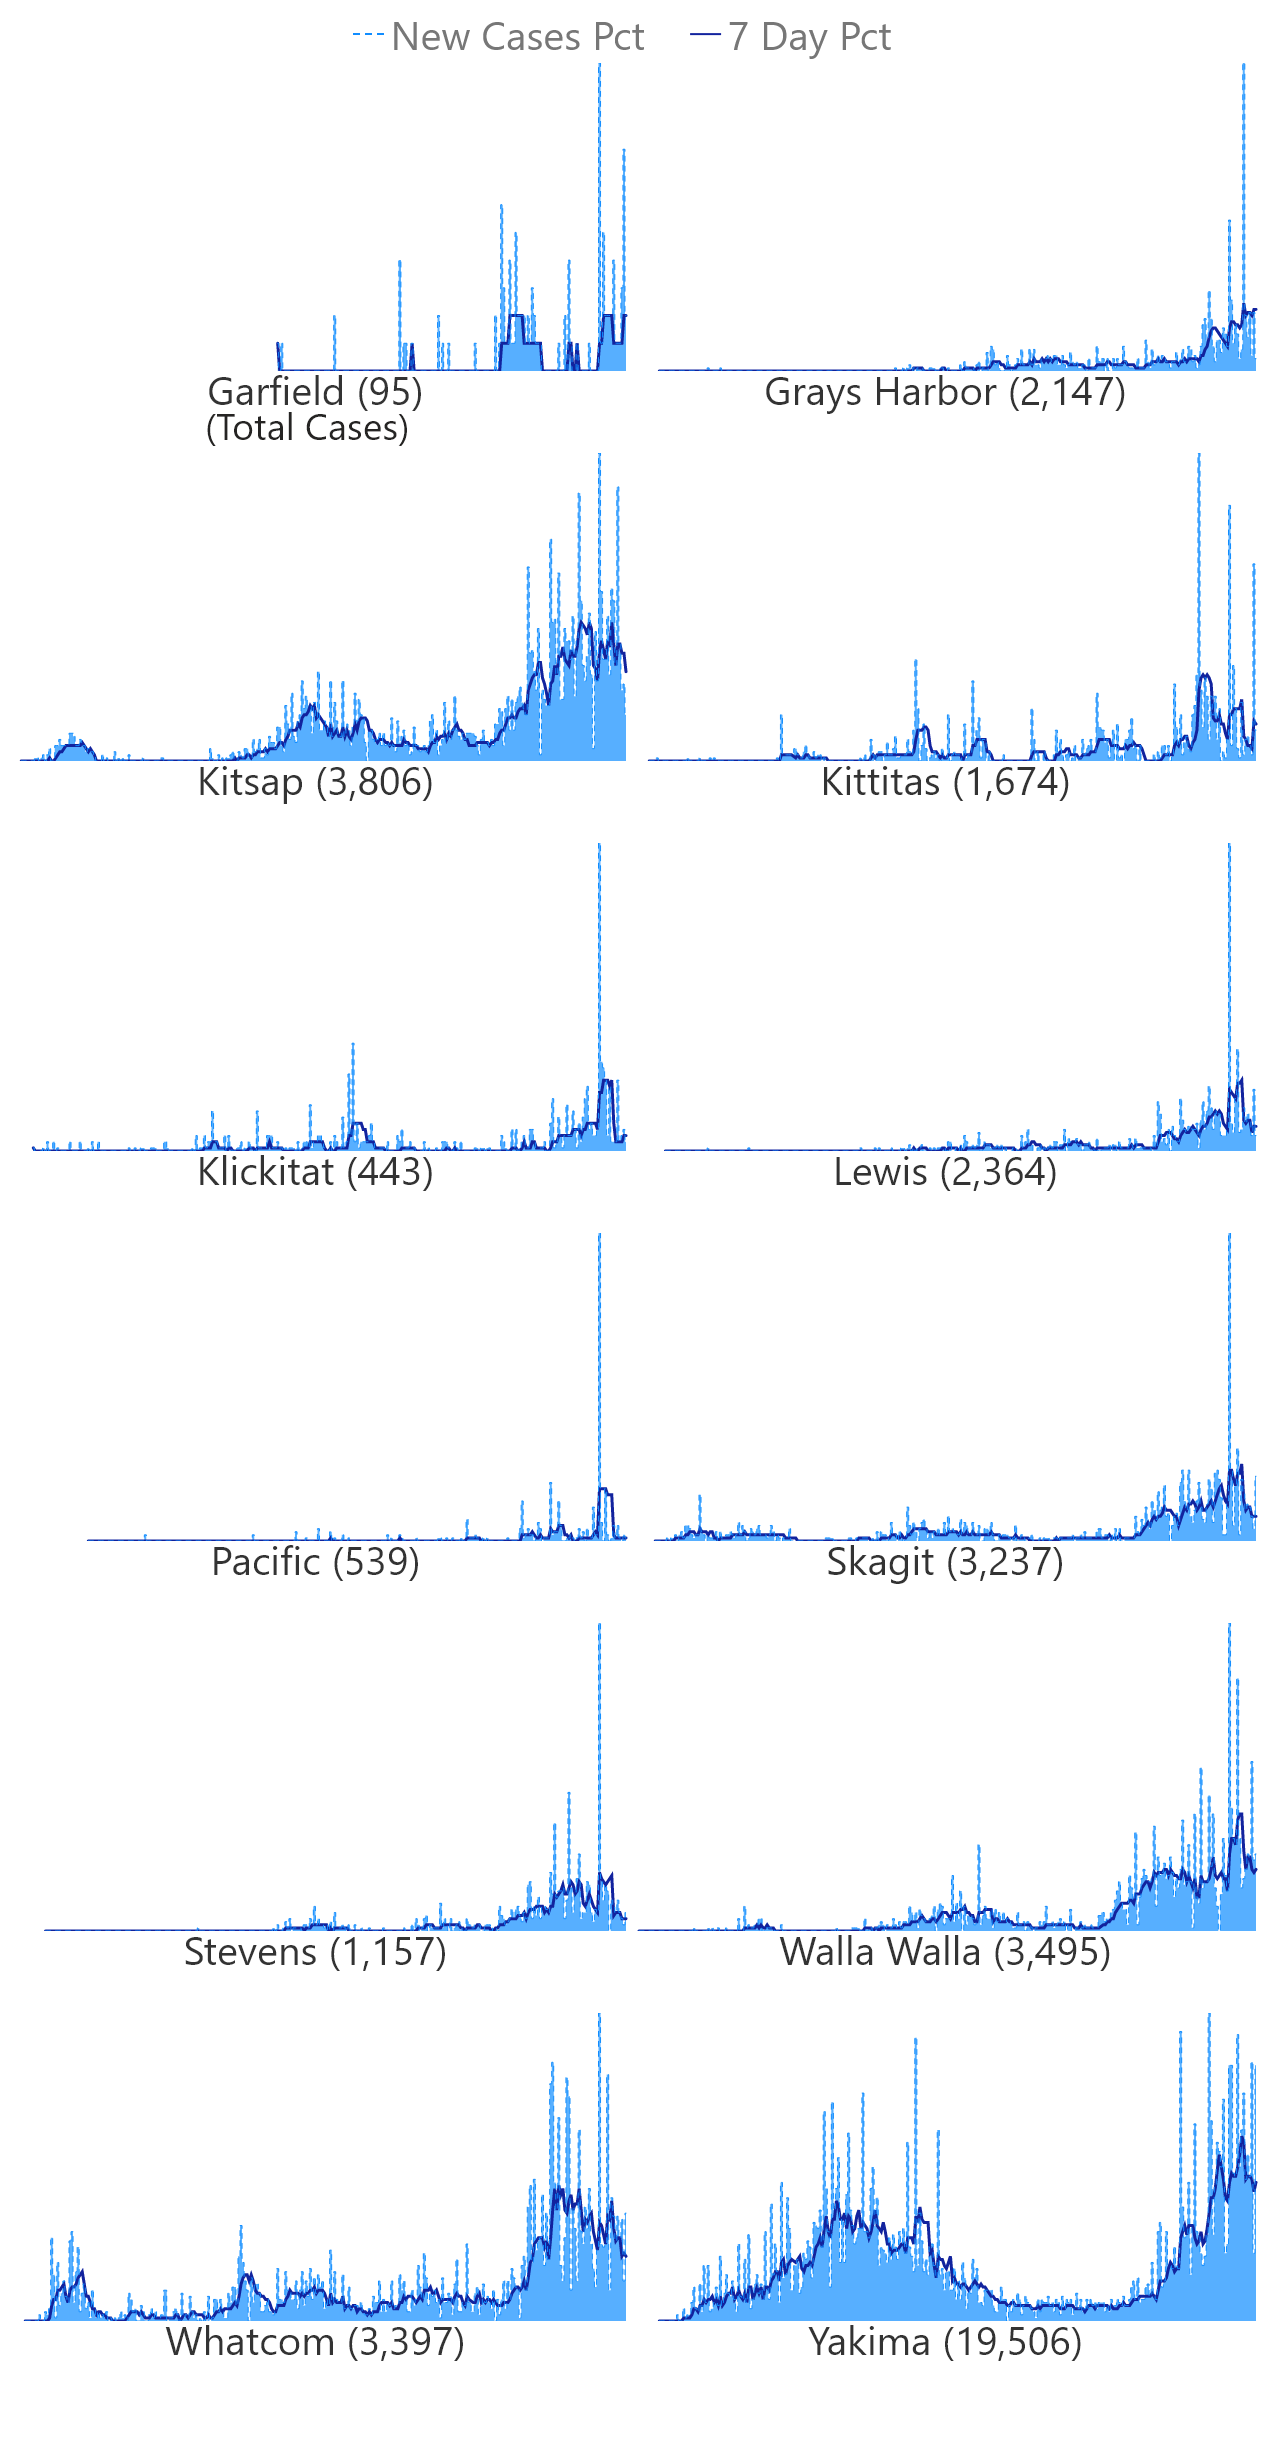 New Cases Pct 7 Day Pct
Garfield (95) Grays Harbor (2,147)
(Total Cases)
Kitsap (3,806) Kittitas (1,674)
Klickitat (443) Lewis (2,364)
Pacific (539) Skagit (3,237)
Stevens (1,157) Walla Walla (3,495)
Whatcom (3,397) Yakima (19,506)